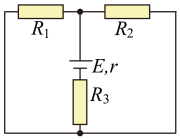 R₁ R₂
E,r
R₃